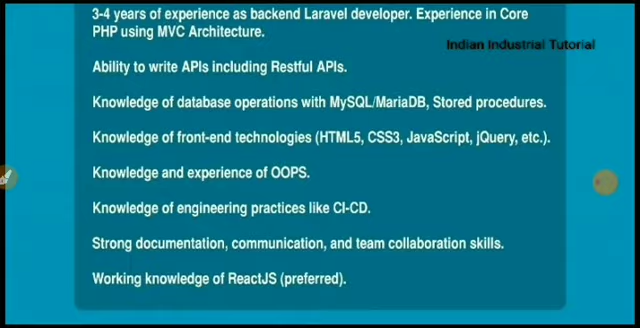 3-4 years of experience as backend Laravel developer. Experience in Core
PHP using MVC Architecture.
Indian Industrial Tutorial
Ability to write APIs including Restful APIs.
Knowledge of database operations with MySQL/MariaDB, Stored procedures.
Knowledge of front-end technologies (HTML5, CSS3, JavaScript, jQuery, etc.).
Knowledge and experience of OOPS.
Knowledge of engineering practices like CI-CD.
Strong documentation, communication, and team collaboration skills.
Working knowledge of ReactJS (preferred).